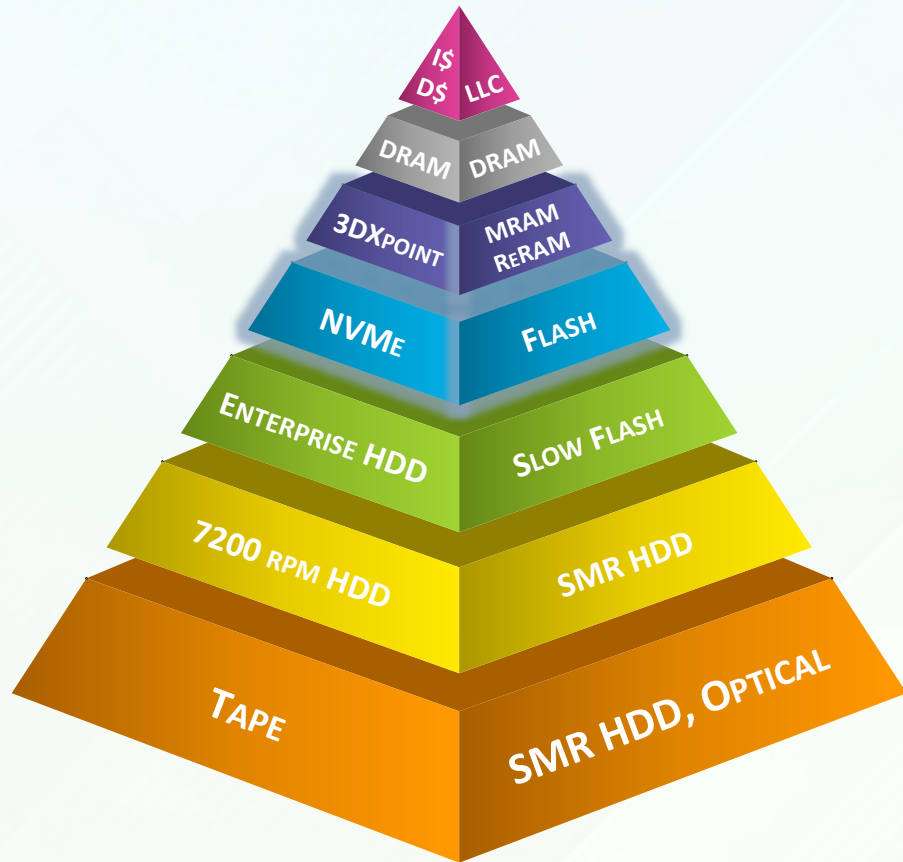 I$
D$
LLC
DRAM
DRAM
3DXPOINT
MRAM
RERAM
NVME
FLASH
ENTERPRISE HDD
SLOW FLASH
7200 RPM HDD
SMR HDD
TAPE
SMR HDD, OPTICAL